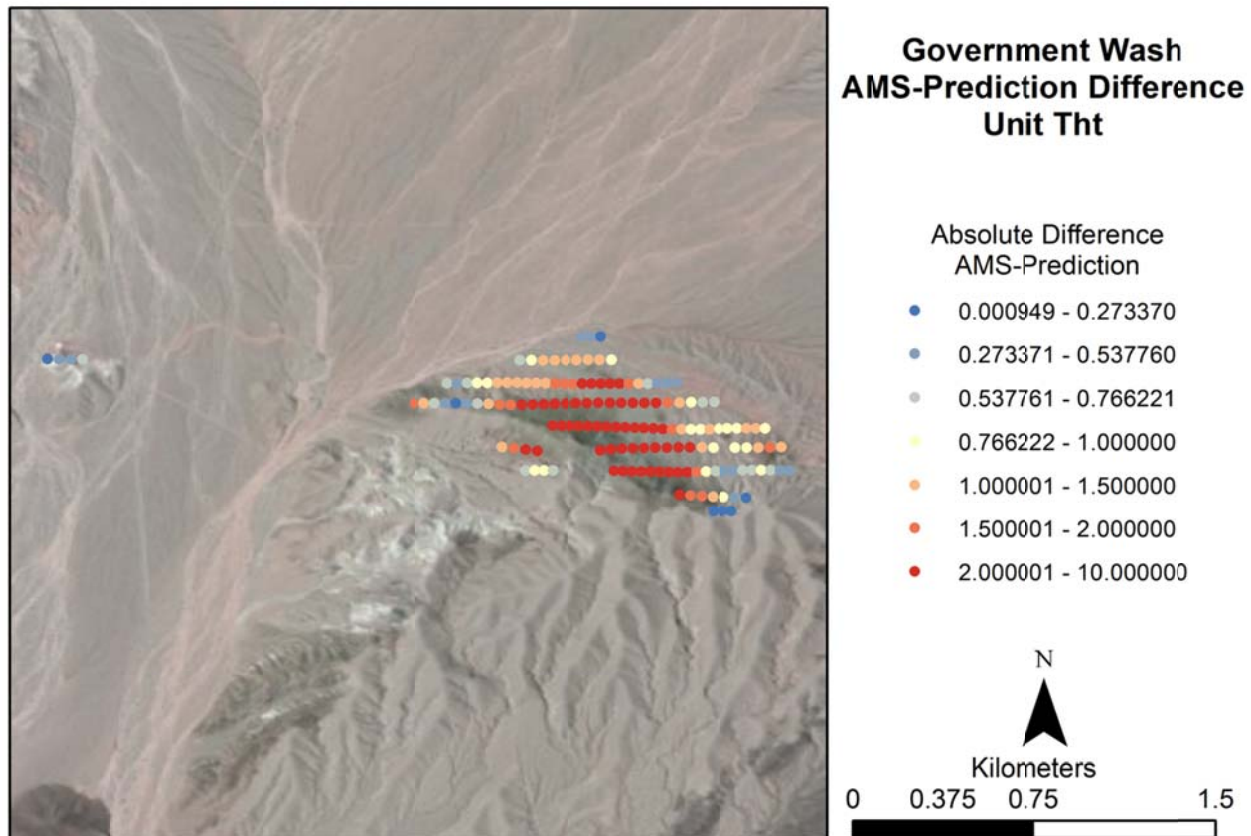 Government Wash
AMS-Prediction Difference
Unit Tht
Absolute Difference
AMS-Prediction
0.000949 - 0.273370
0.273371 - 0.537760
0.537761 - 0.766221
0.766222 - 1.000000
1.000001 - 1.500000
1.500001 - 2.000000
2.000001 - 10.000000
N
Kilometers
0 0.375 0.75 1.5